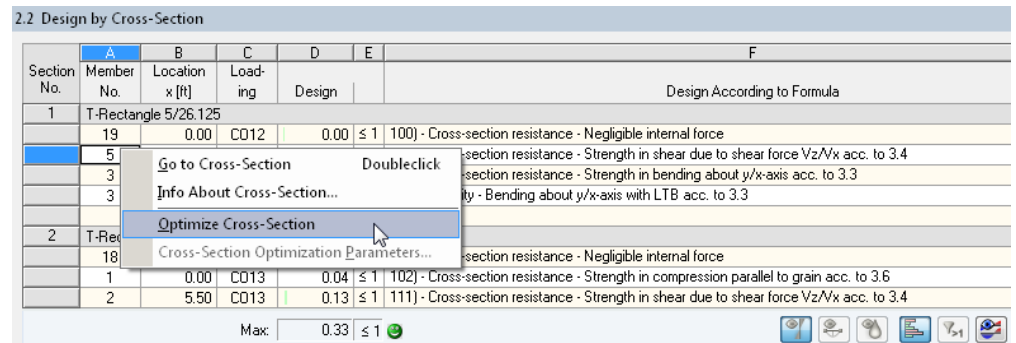 2.2 Design by Cross-Section
A B C D E F
Section Member Location Load-
No. No. x [ft] ing Design Design According to Formula
1 T-Rectangle 5/26.125
19 0.00 CO12 0.00 ≤ 1 100) - Cross-section resistance - Negligible internal force
5 -section resistance - Strength in shear due to shear force Vz/Vx acc. to 3.4
Go to Cross-Section Doubleclick
3 -section resistance - Strength in bending about y/x-axis acc. to 3.3
Info About Cross-Section...
3 ity - Bending about y/x-axis with LTB acc. to 3.3
Optimize Cross-Section
2 T-Rec
Cross-Section Optimization Parameters...
18 -section resistance - Negligible internal force
1 0.00 CO13 0.04 ≤ 1 102) - Cross-section resistance - Strength in compression parallel to grain acc. to 3.6
2 5.50 CO13 0.13 ≤ 1 111) - Cross-section resistance - Strength in shear due to shear force Vz/Vx acc. to 3.4
Max: 0.33 ≤ 1